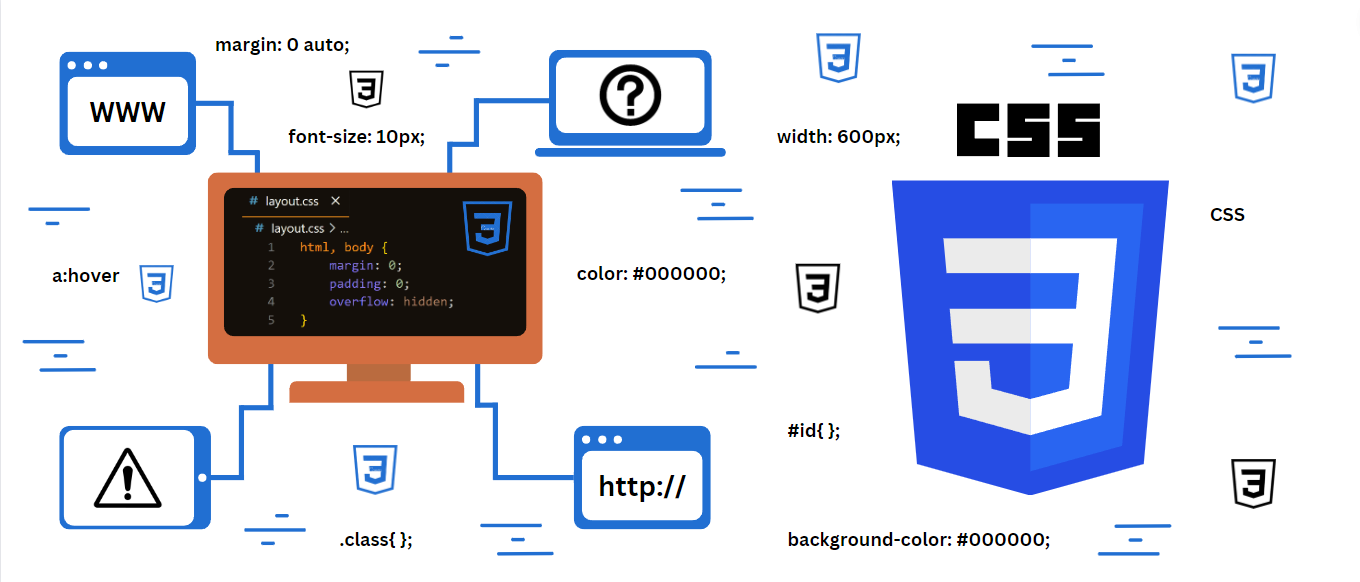 margin: 0 auto;
WWW
font-size: 10px;
?
width: 600px;
CSS
CSS
# layout.css ×
# layout.css > ...
1 html, body {
2 margin: 0;
3 padding: 0;
4 overflow: hidden;
5 }
3
a:hover
color: #000000;
#id{ };
!
http://
.class{ };
background-color: #000000;